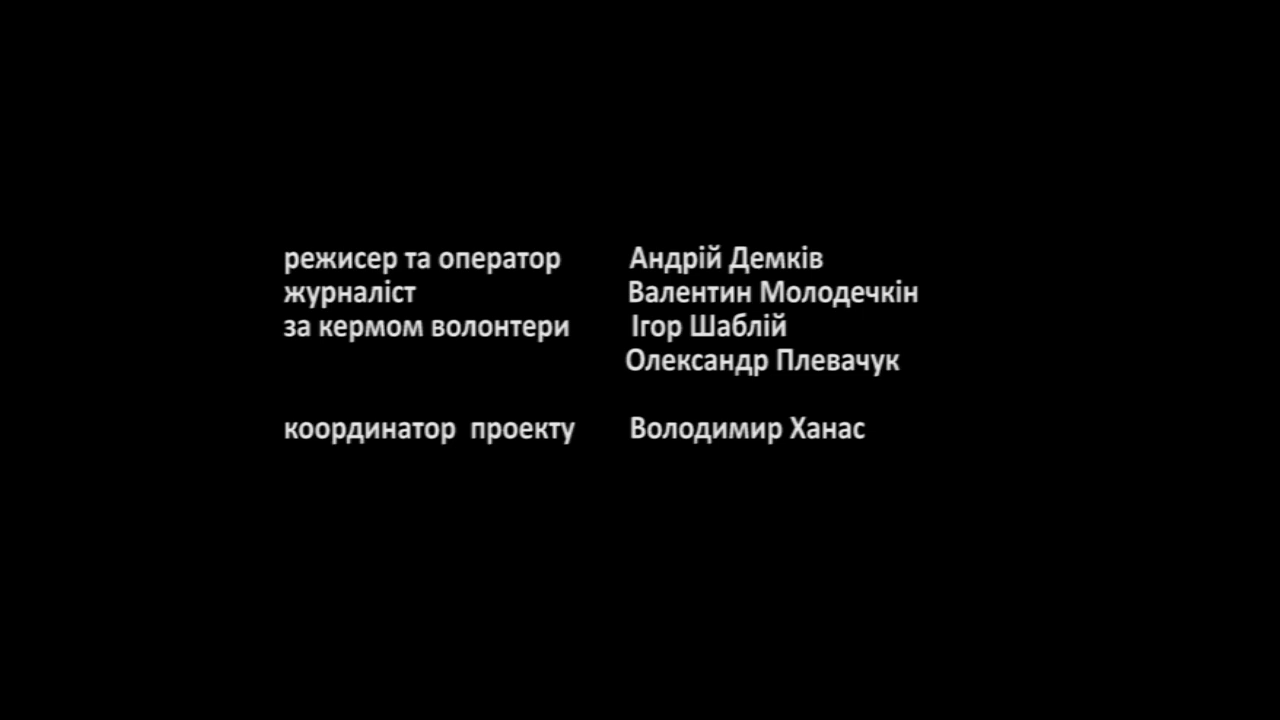 режисер та оператор Андрій Демків
журналіст Валентин Молодечкін
за кермом волонтери Ігор Шаблій
Олександр Плевачук
координатор проекту Володимир Ханас